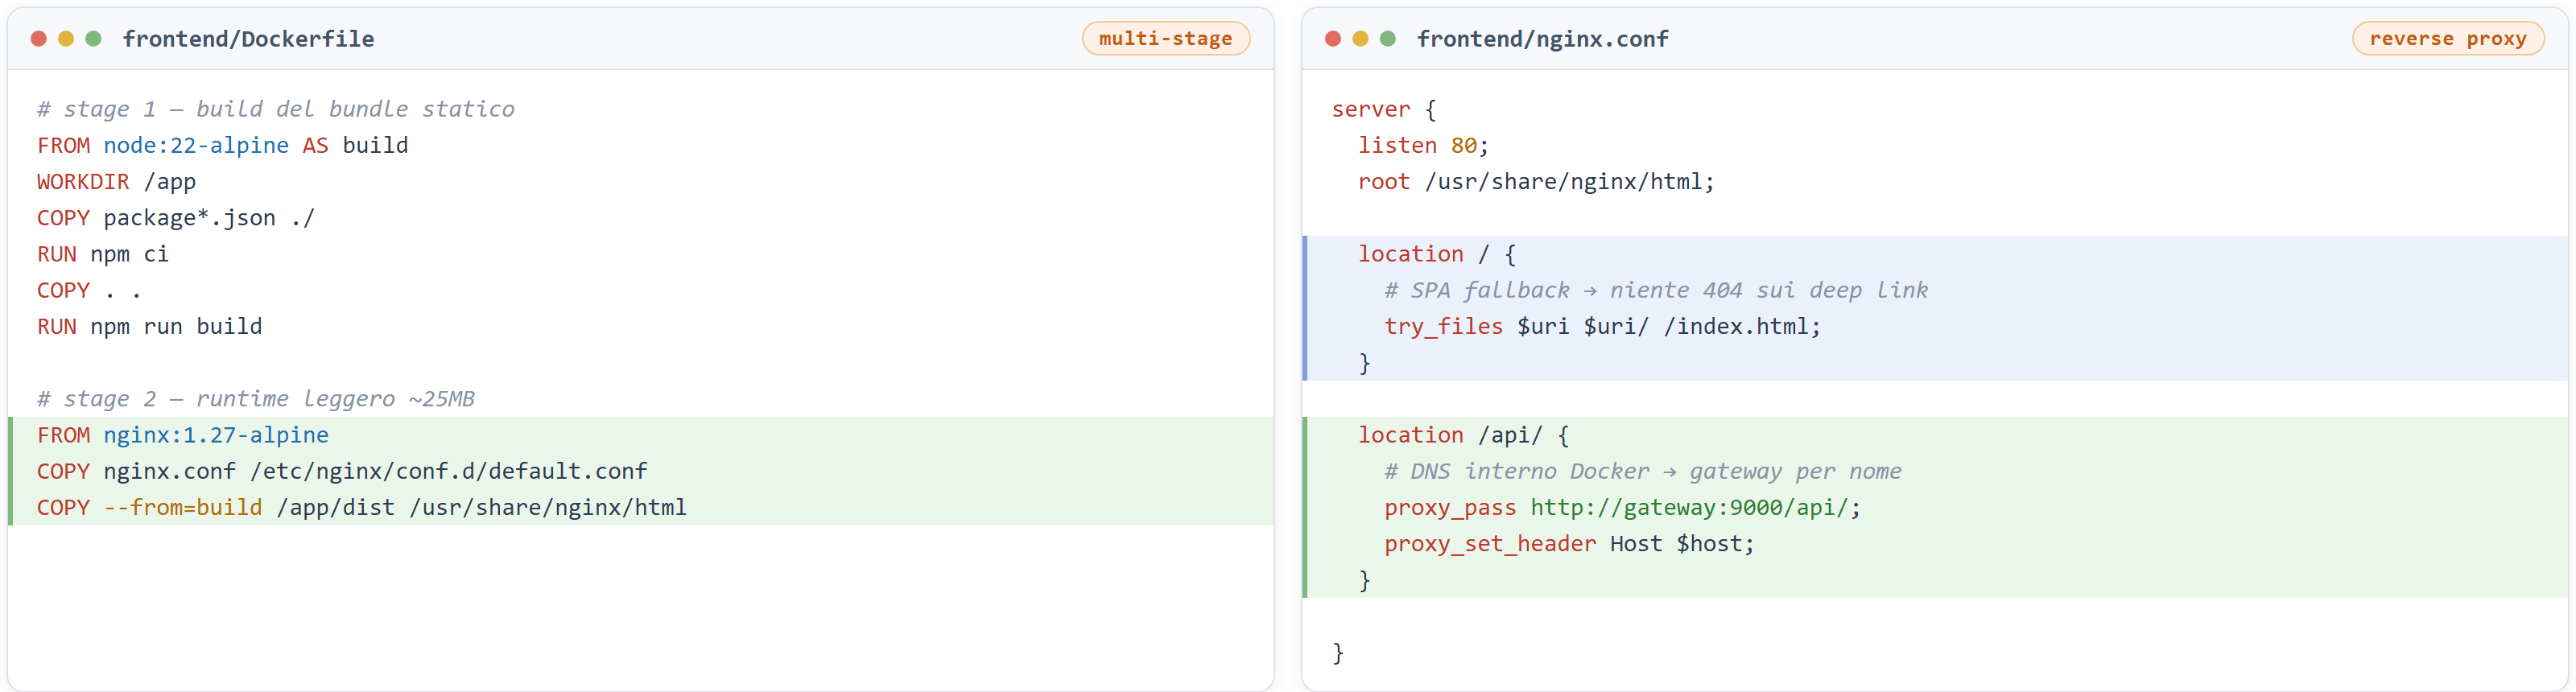 frontend/Dockerfile
multi-stage
# stage 1 — build del bundle statico
FROM node:22-alpine AS build
WORKDIR /app
COPY package*.json ./
RUN npm ci
COPY . .
RUN npm run build
# stage 2 — runtime leggero ~25MB
FROM nginx:1.27-alpine
COPY nginx.conf /etc/nginx/conf.d/default.conf
COPY --from=build /app/dist /usr/share/nginx/html
frontend/nginx.conf
reverse proxy
server {
  listen 80;
  root /usr/share/nginx/html;
  location / {
    # SPA fallback → niente 404 sui deep link
    try_files $uri $uri/ /index.html;
  }
  location /api/ {
    # DNS interno Docker → gateway per nome
    proxy_pass http://gateway:9000/api/;
    proxy_set_header Host $host;
  }
}